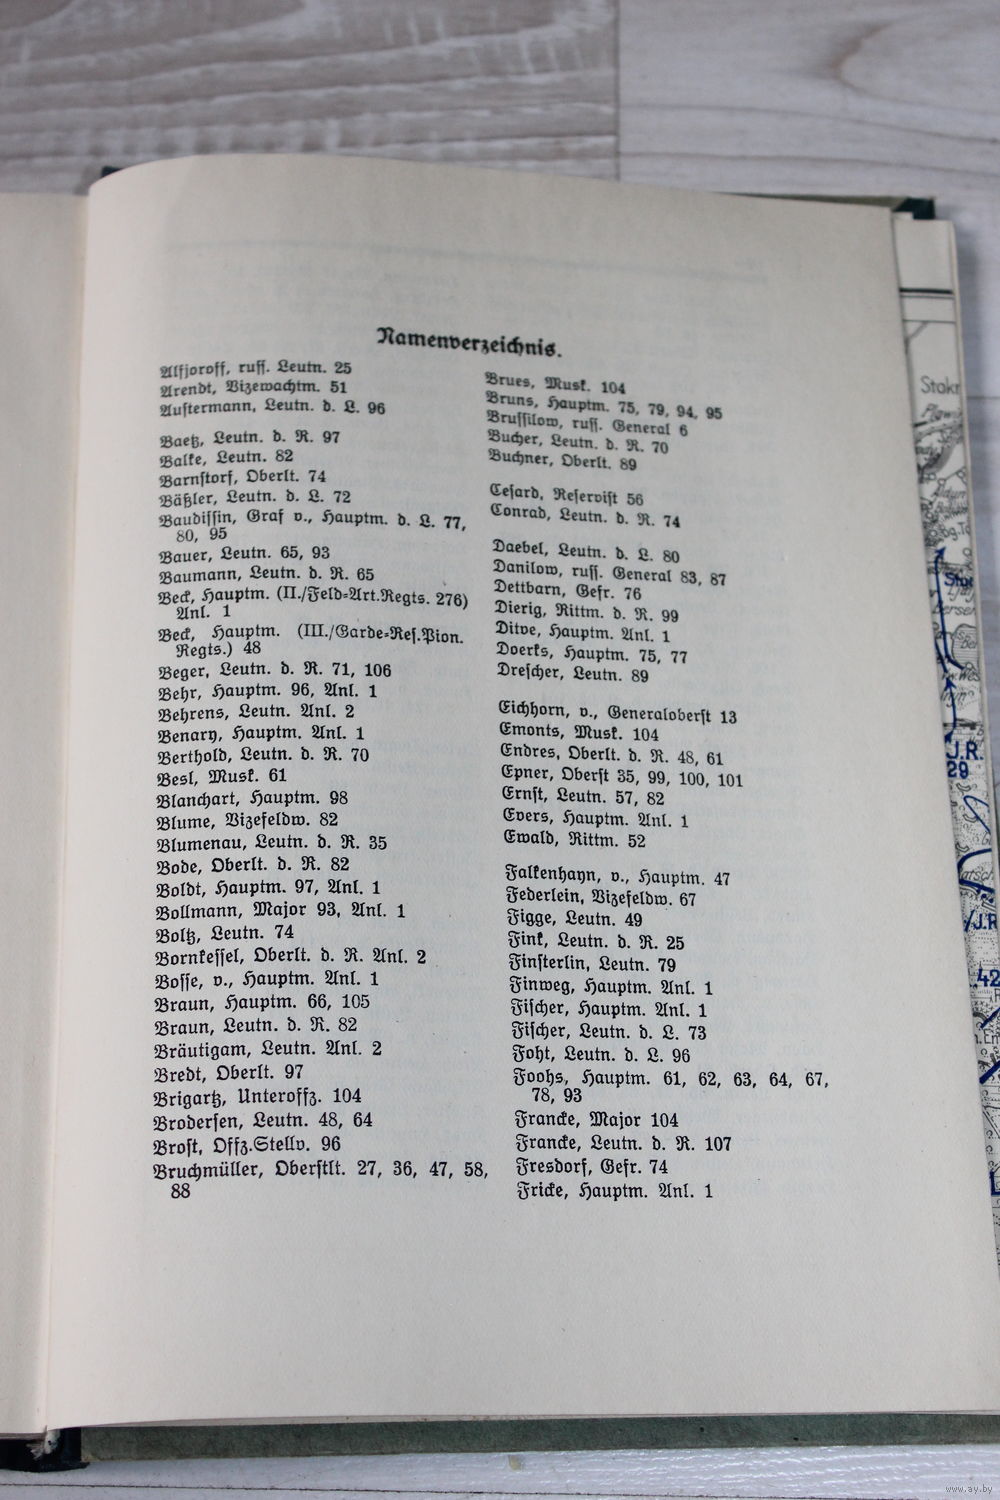 Namenverzeichnis.
Alfjoroff, russ. Leutn. 25
Arendt, Vizewachtm. 51
Austermann, Leutn. d. L. 96
Baetz, Leutn. d. R. 97
Balke, Leutn. 82
Barnstorf, Oberlt. 74
Bäßler, Leutn. d. L. 72
Baudissin, Graf v., Hauptm. d. L. 77,
80, 95
Bauer, Leutn. 65, 93
Baumann, Leutn. d. R. 65
Beck, Hauptm. (II./Feld-Art.Regts. 276)
Anl. 1
Beck, Hauptm. (III./Garde-Res.Pion.
Regts.) 48
Beger, Leutn. d. R. 71, 106
Behr, Hauptm. 96, Anl. 1
Behrens, Leutn. Anl. 2
Benary, Hauptm. Anl. 1
Berthold, Leutn. d. R. 70
Besl, Musk. 61
Blanchart, Hauptm. 98
Blume, Vizefeldw. 82
Blumenau, Leutn. d. R. 35
Bode, Oberlt. d. R. 82
Boldt, Hauptm. 97, Anl. 1
Bollmann, Major 93, Anl. 1
Boltz, Leutn. 74
Bornkessel, Oberlt. d. R. Anl. 2
Bosse, v., Hauptm. Anl. 1
Braun, Hauptm. 66, 105
Braun, Leutn. d. R. 82
Bräutigam, Leutn. Anl. 2
Bredt, Oberlt. 97
Brigartz, Unteroffz. 104
Brodersen, Leutn. 48, 64
Brost, Offz.Stellv. 96
Bruchmüller, Oberstlt. 27, 36, 47, 58,
88
Brues, Musk. 104
Bruns, Hauptm. 75, 79, 94, 95
Brussilow, russ. General 6
Bucher, Leutn. d. R. 70
Buchner, Oberlt. 89
Cesard, Reservist 56
Conrad, Leutn. d. R. 74
Daebel, Leutn. d. L. 80
Danilow, russ. General 83, 87
Dettbarn, Gefr. 76
Dierig, Rittm. d. R. 99
Ditve, Hauptm. Anl. 1
Doerks, Hauptm. 75, 77
Drescher, Leutn. 89
Eichhorn, v., Generaloberst 13
Emonts, Musk. 104
Endres, Oberlt. d. R. 48, 61
Epner, Oberst 35, 99, 100, 101
Ernst, Leutn. 57, 82
Evers, Hauptm. Anl. 1
Ewald, Rittm. 52
Falkenhayn, v., Hauptm. 47
Federlein, Vizefeldw. 67
Figge, Leutn. 49
Fink, Leutn. d. R. 25
Finsterlin, Leutn. 79
Finweg, Hauptm. Anl. 1
Fischer, Hauptm. Anl. 1
Fischer, Leutn. d. L. 73
Foht, Leutn. d. L. 96
Foohs, Hauptm. 61, 62, 63, 64, 67,
78, 93
Francke, Major 104
Francke, Leutn. d. R. 107
Fresdorf, Gefr. 74
Fricke, Hauptm. Anl. 1
Stokr
J.R.
29
/J.R
42
www.ay.by